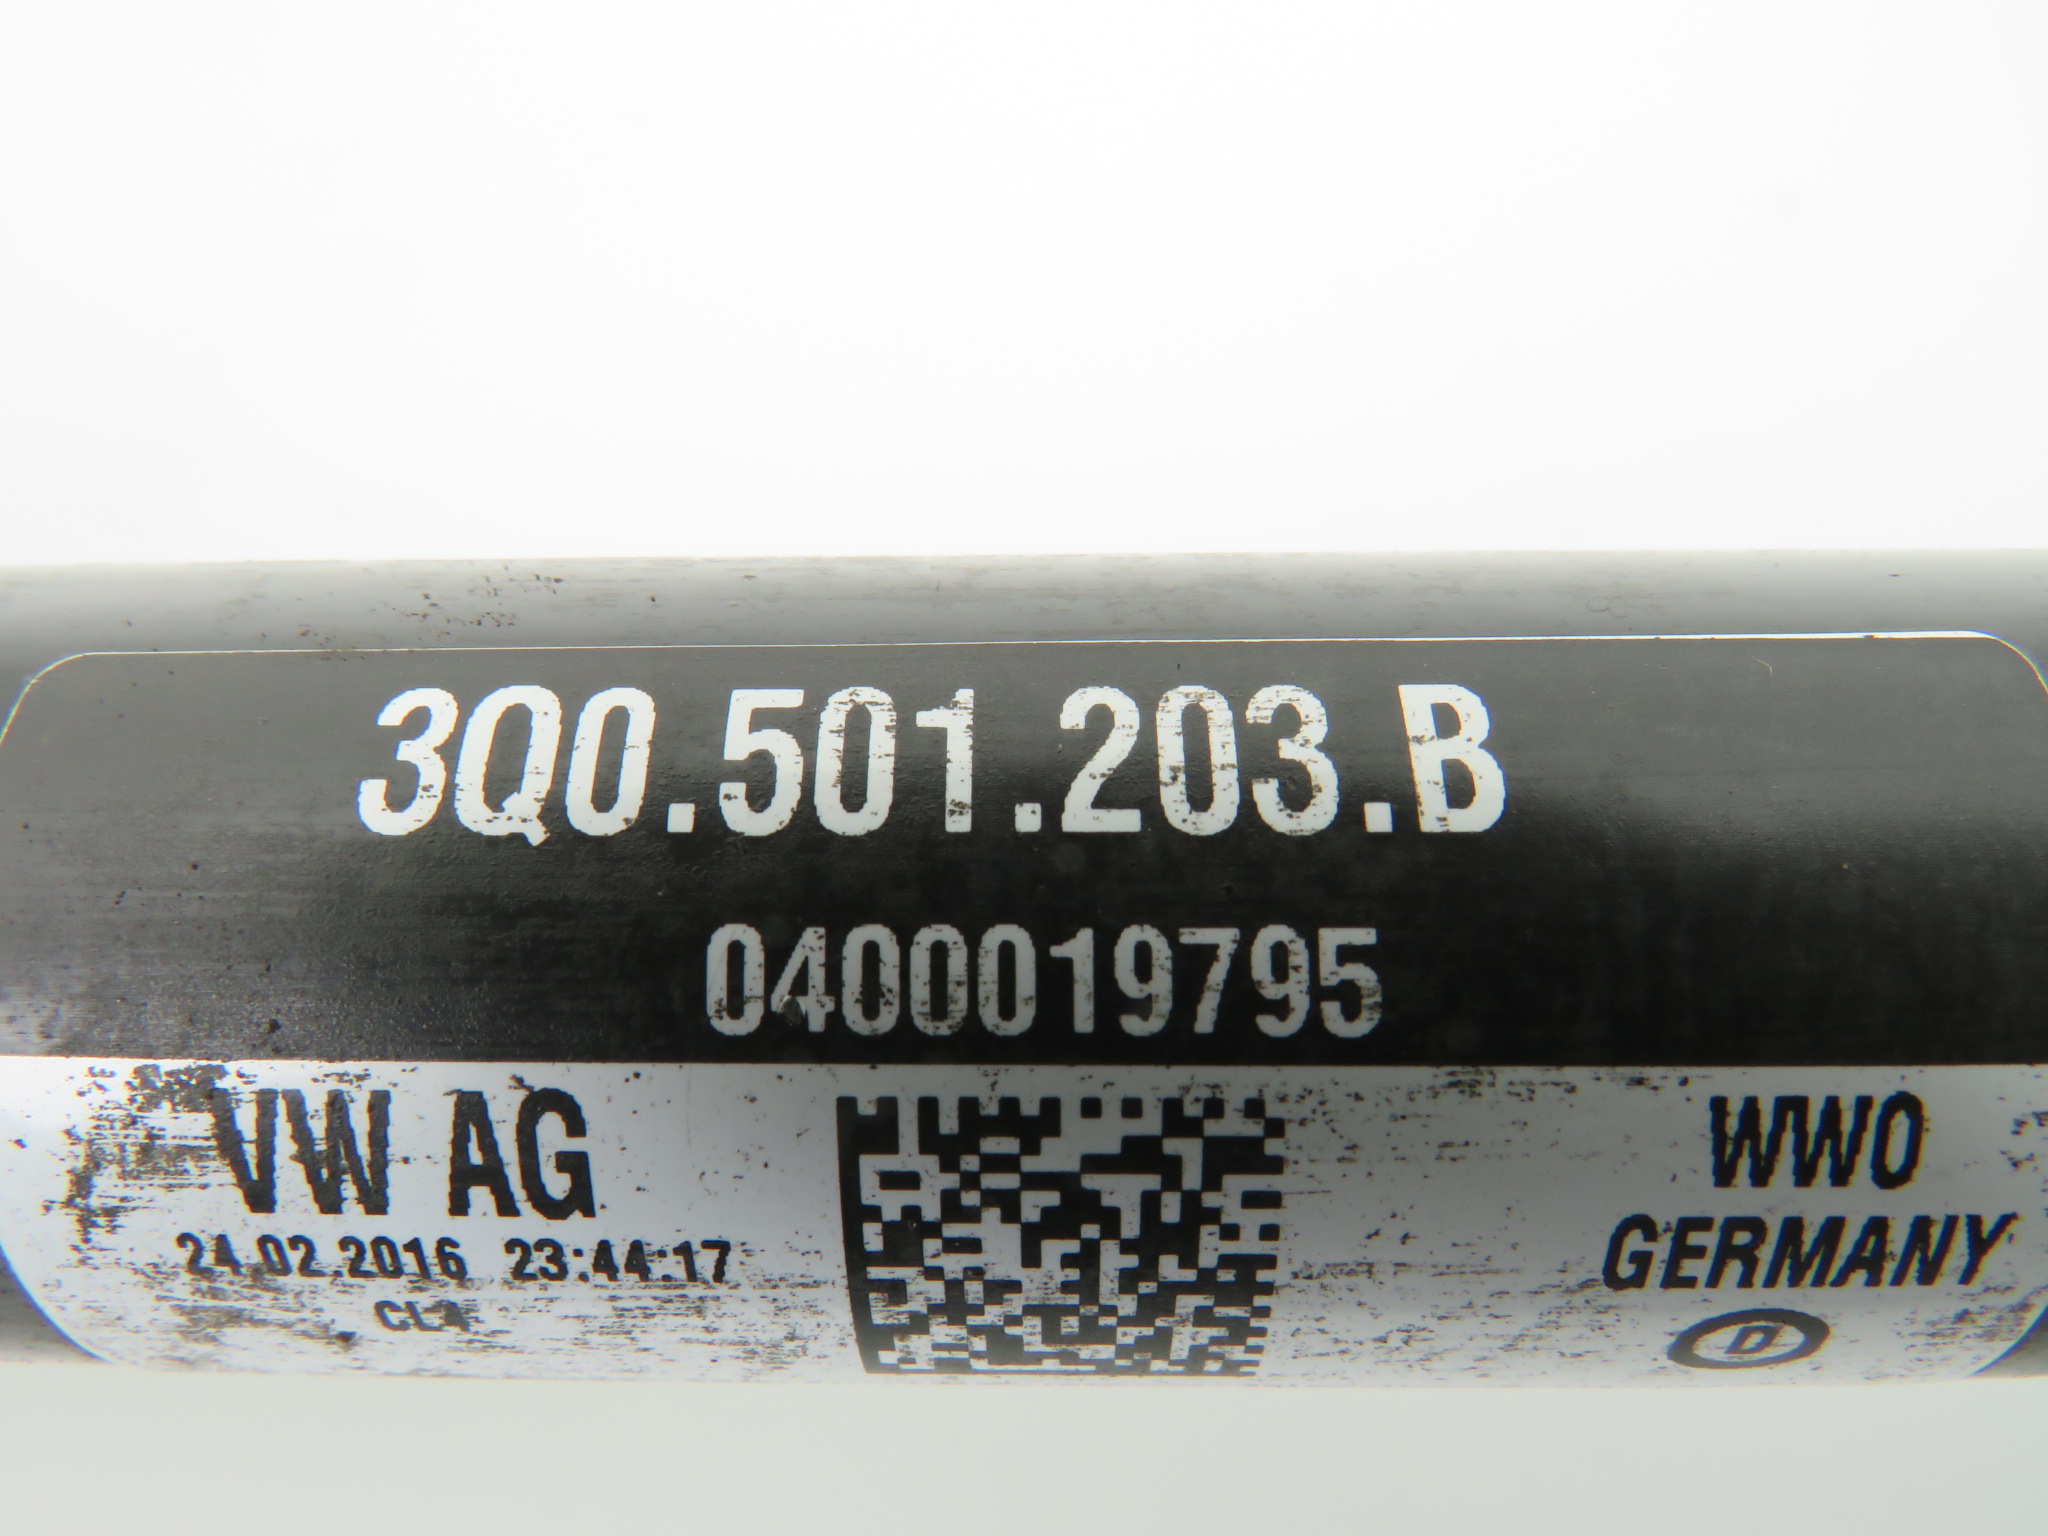 3Q0.501.203.B
0400019795
VW AG
24.02.2016 23:44:17
CL4
WWO
GERMANY
D